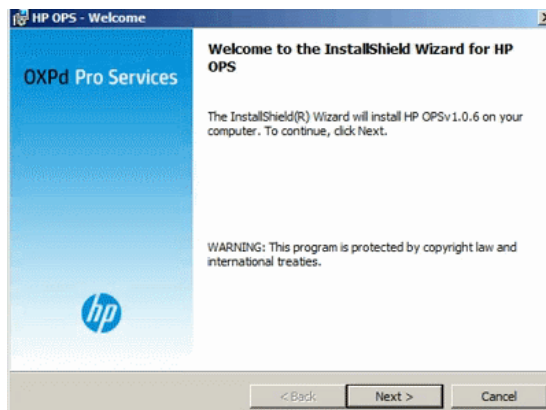 HP OPS - Welcome
Welcome to the InstallShield Wizard for HP
OPS
OXPd Pro Services
The InstallShield(R) Wizard will install HP OPSv1.0.6 on your
computer. To continue, click Next.
WARNING: This program is protected by copyright law and
international treaties.
hp
< Back
Next >
Cancel